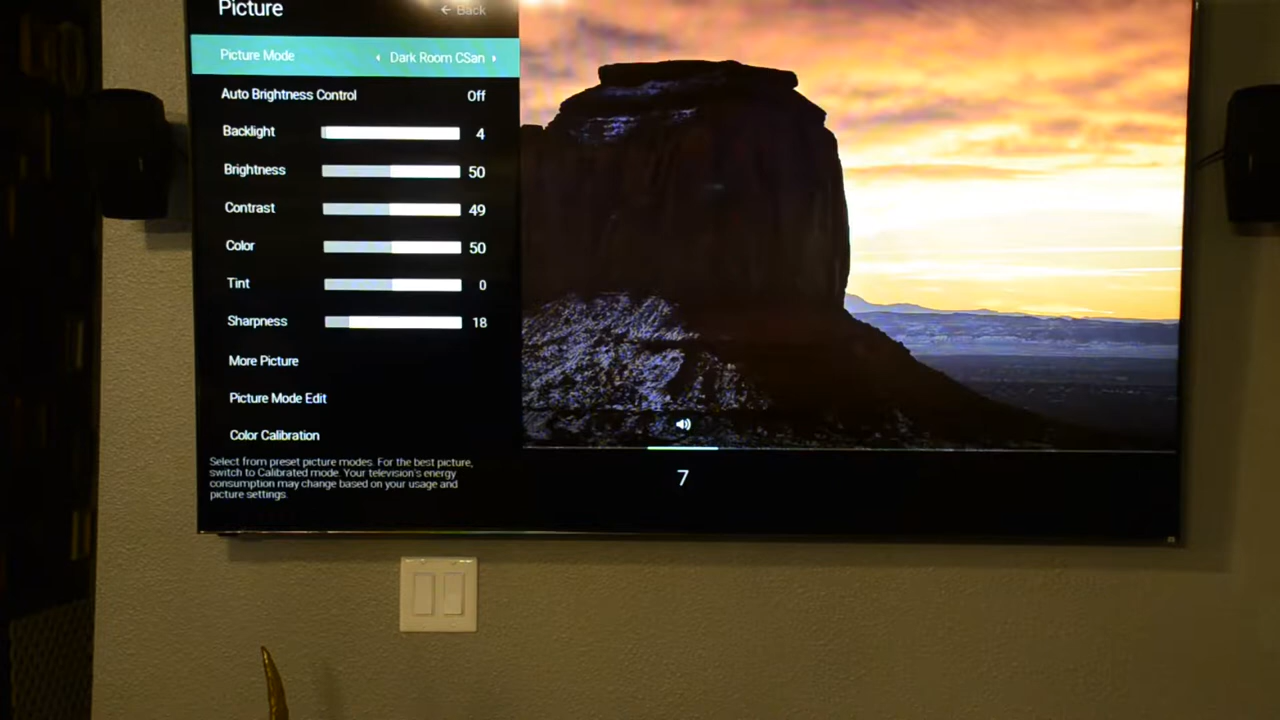 Picture
← Back
Picture Mode
Dark Room CSan
Auto Brightness Control
Off
Backlight
4
Brightness
50
Contrast
49
Color
50
Tint
0
Sharpness
18
More Picture
Picture Mode Edit
Color Calibration
Select from preset picture modes. For the best picture,
switch to Calibrated mode. Your television's energy
consumption may change based on your usage and
picture settings.
7